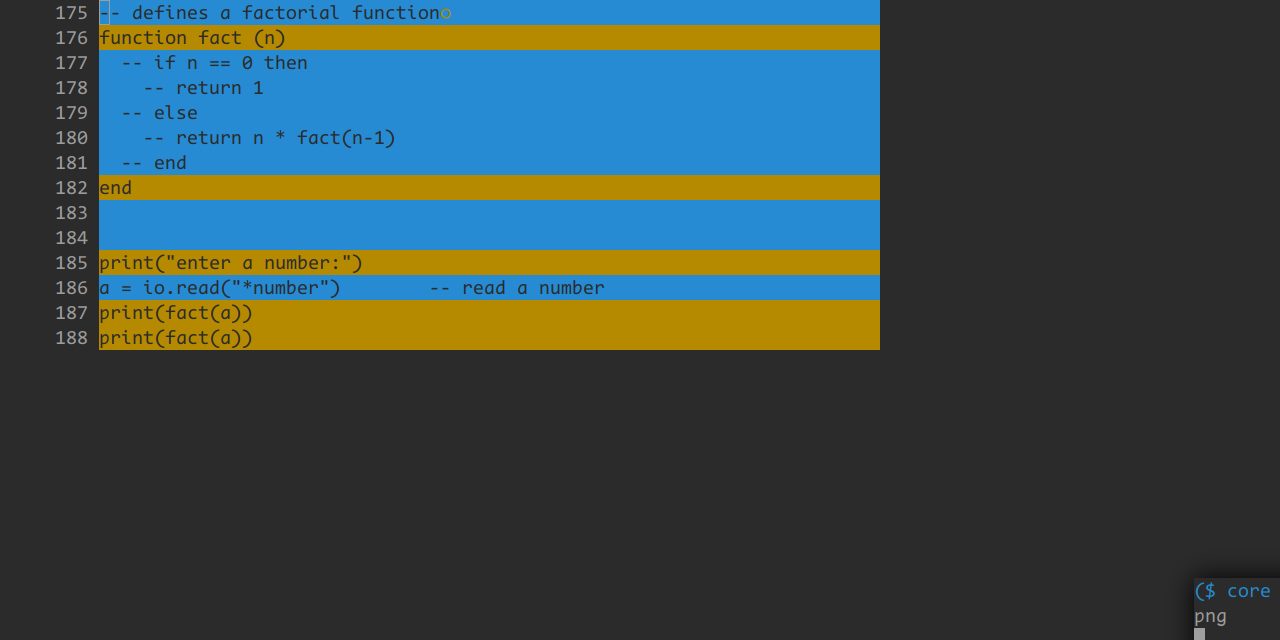 175 -- defines a factorial function¤
176 function fact (n)
177   -- if n == 0 then
178     -- return 1
179   -- else
180     -- return n * fact(n-1)
181   -- end
182 end
183
184
185 print("enter a number:")
186 a = io.read("*number")        -- read a number
187 print(fact(a))
188 print(fact(a))
($ core
png